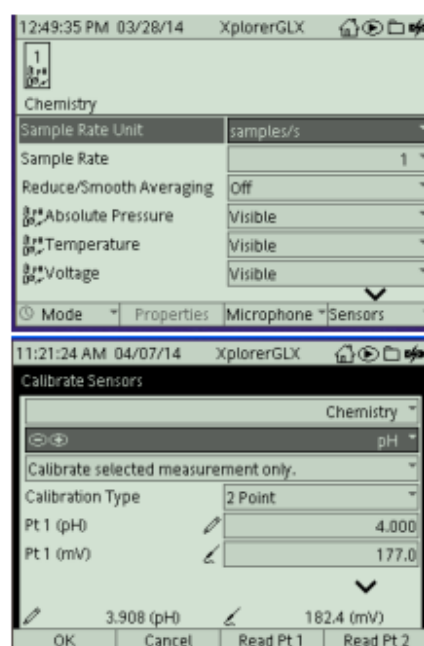 12:49:35 PM 03/28/14 XplorerGLX
1
Chemistry
Sample Rate Unit samples/s
Sample Rate 1
Reduce/Smooth Averaging Off
Absolute Pressure Visible
Temperature Visible
Voltage Visible
Mode Properties Microphone Sensors
11:21:24 AM 04/07/14 XplorerGLX
Calibrate Sensors
Chemistry
pH
Calibrate selected measurement only.
Calibration Type 2 Point
Pt 1 (pH) 4.000
Pt 1 (mV) 177.0
3.908 (pH) 182.4 (mV)
OK Cancel Read Pt 1 Read Pt 2